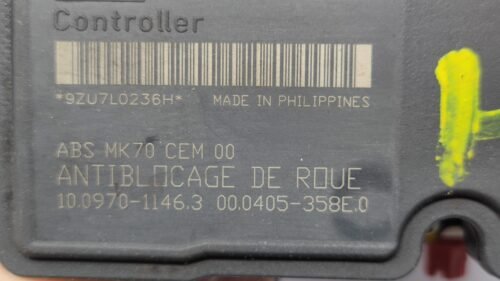 Controller
*9ZU7L0236H* MADE IN PHILIPPINES
ABS MK70 CEM 00
ANTIBLOCAGE DE ROUE
10.0970-1146.3 00.0405-358E.0